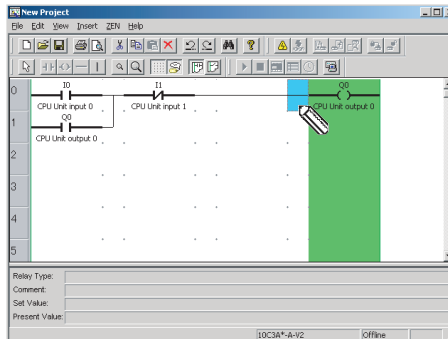 New Project
File Edit View Insert ZEN Help
0
I0
I1
Q0
CPU Unit input 0
CPU Unit input 1
CPU Unit output 0
1
Q0
CPU Unit output 0
2
3
4
5
Relay Type:
Comment:
Set Value:
Present Value:
10C3A*-A-V2 Offline